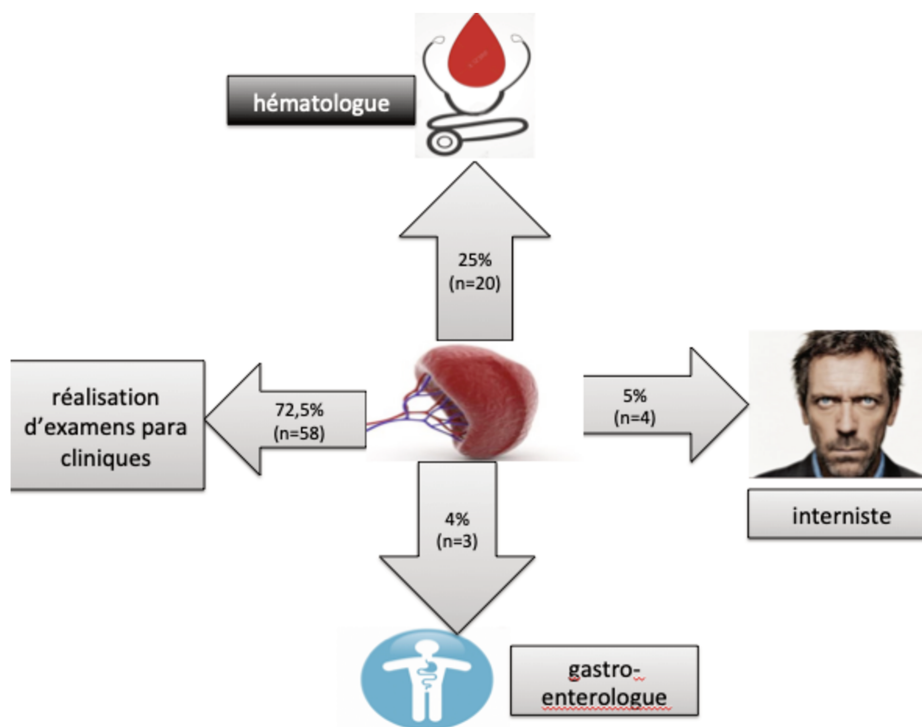 hématologue
25%
(n=20)
réalisation
d'examens para
cliniques
72,5%
(n=58)
5%
(n=4)
interniste
4%
(n=3)
gastro-
enterologue